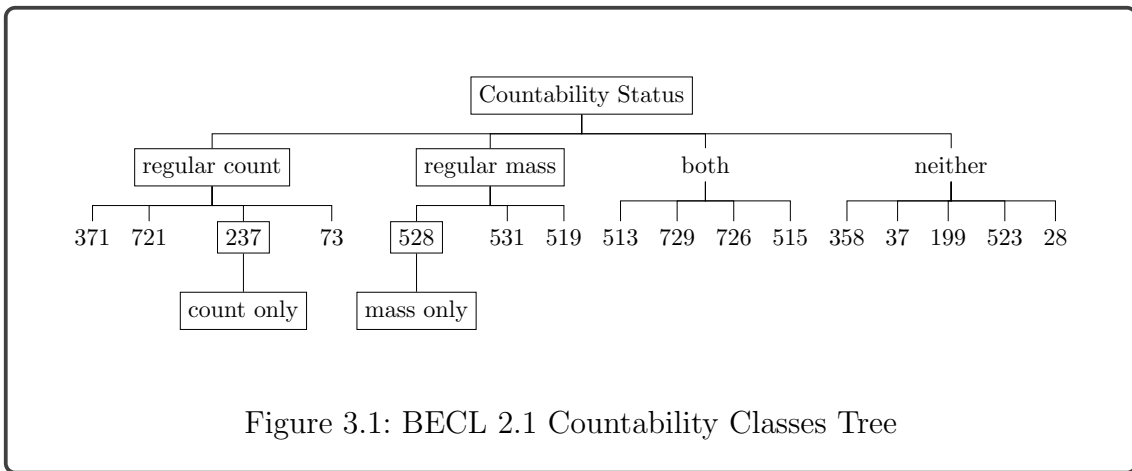 Countability Status
regular count regular mass both neither
371 721 237 73 528 531 519 513 729 726 515 358 37 199 523 28
count only mass only
Figure 3.1: BECL 2.1 Countability Classes Tree